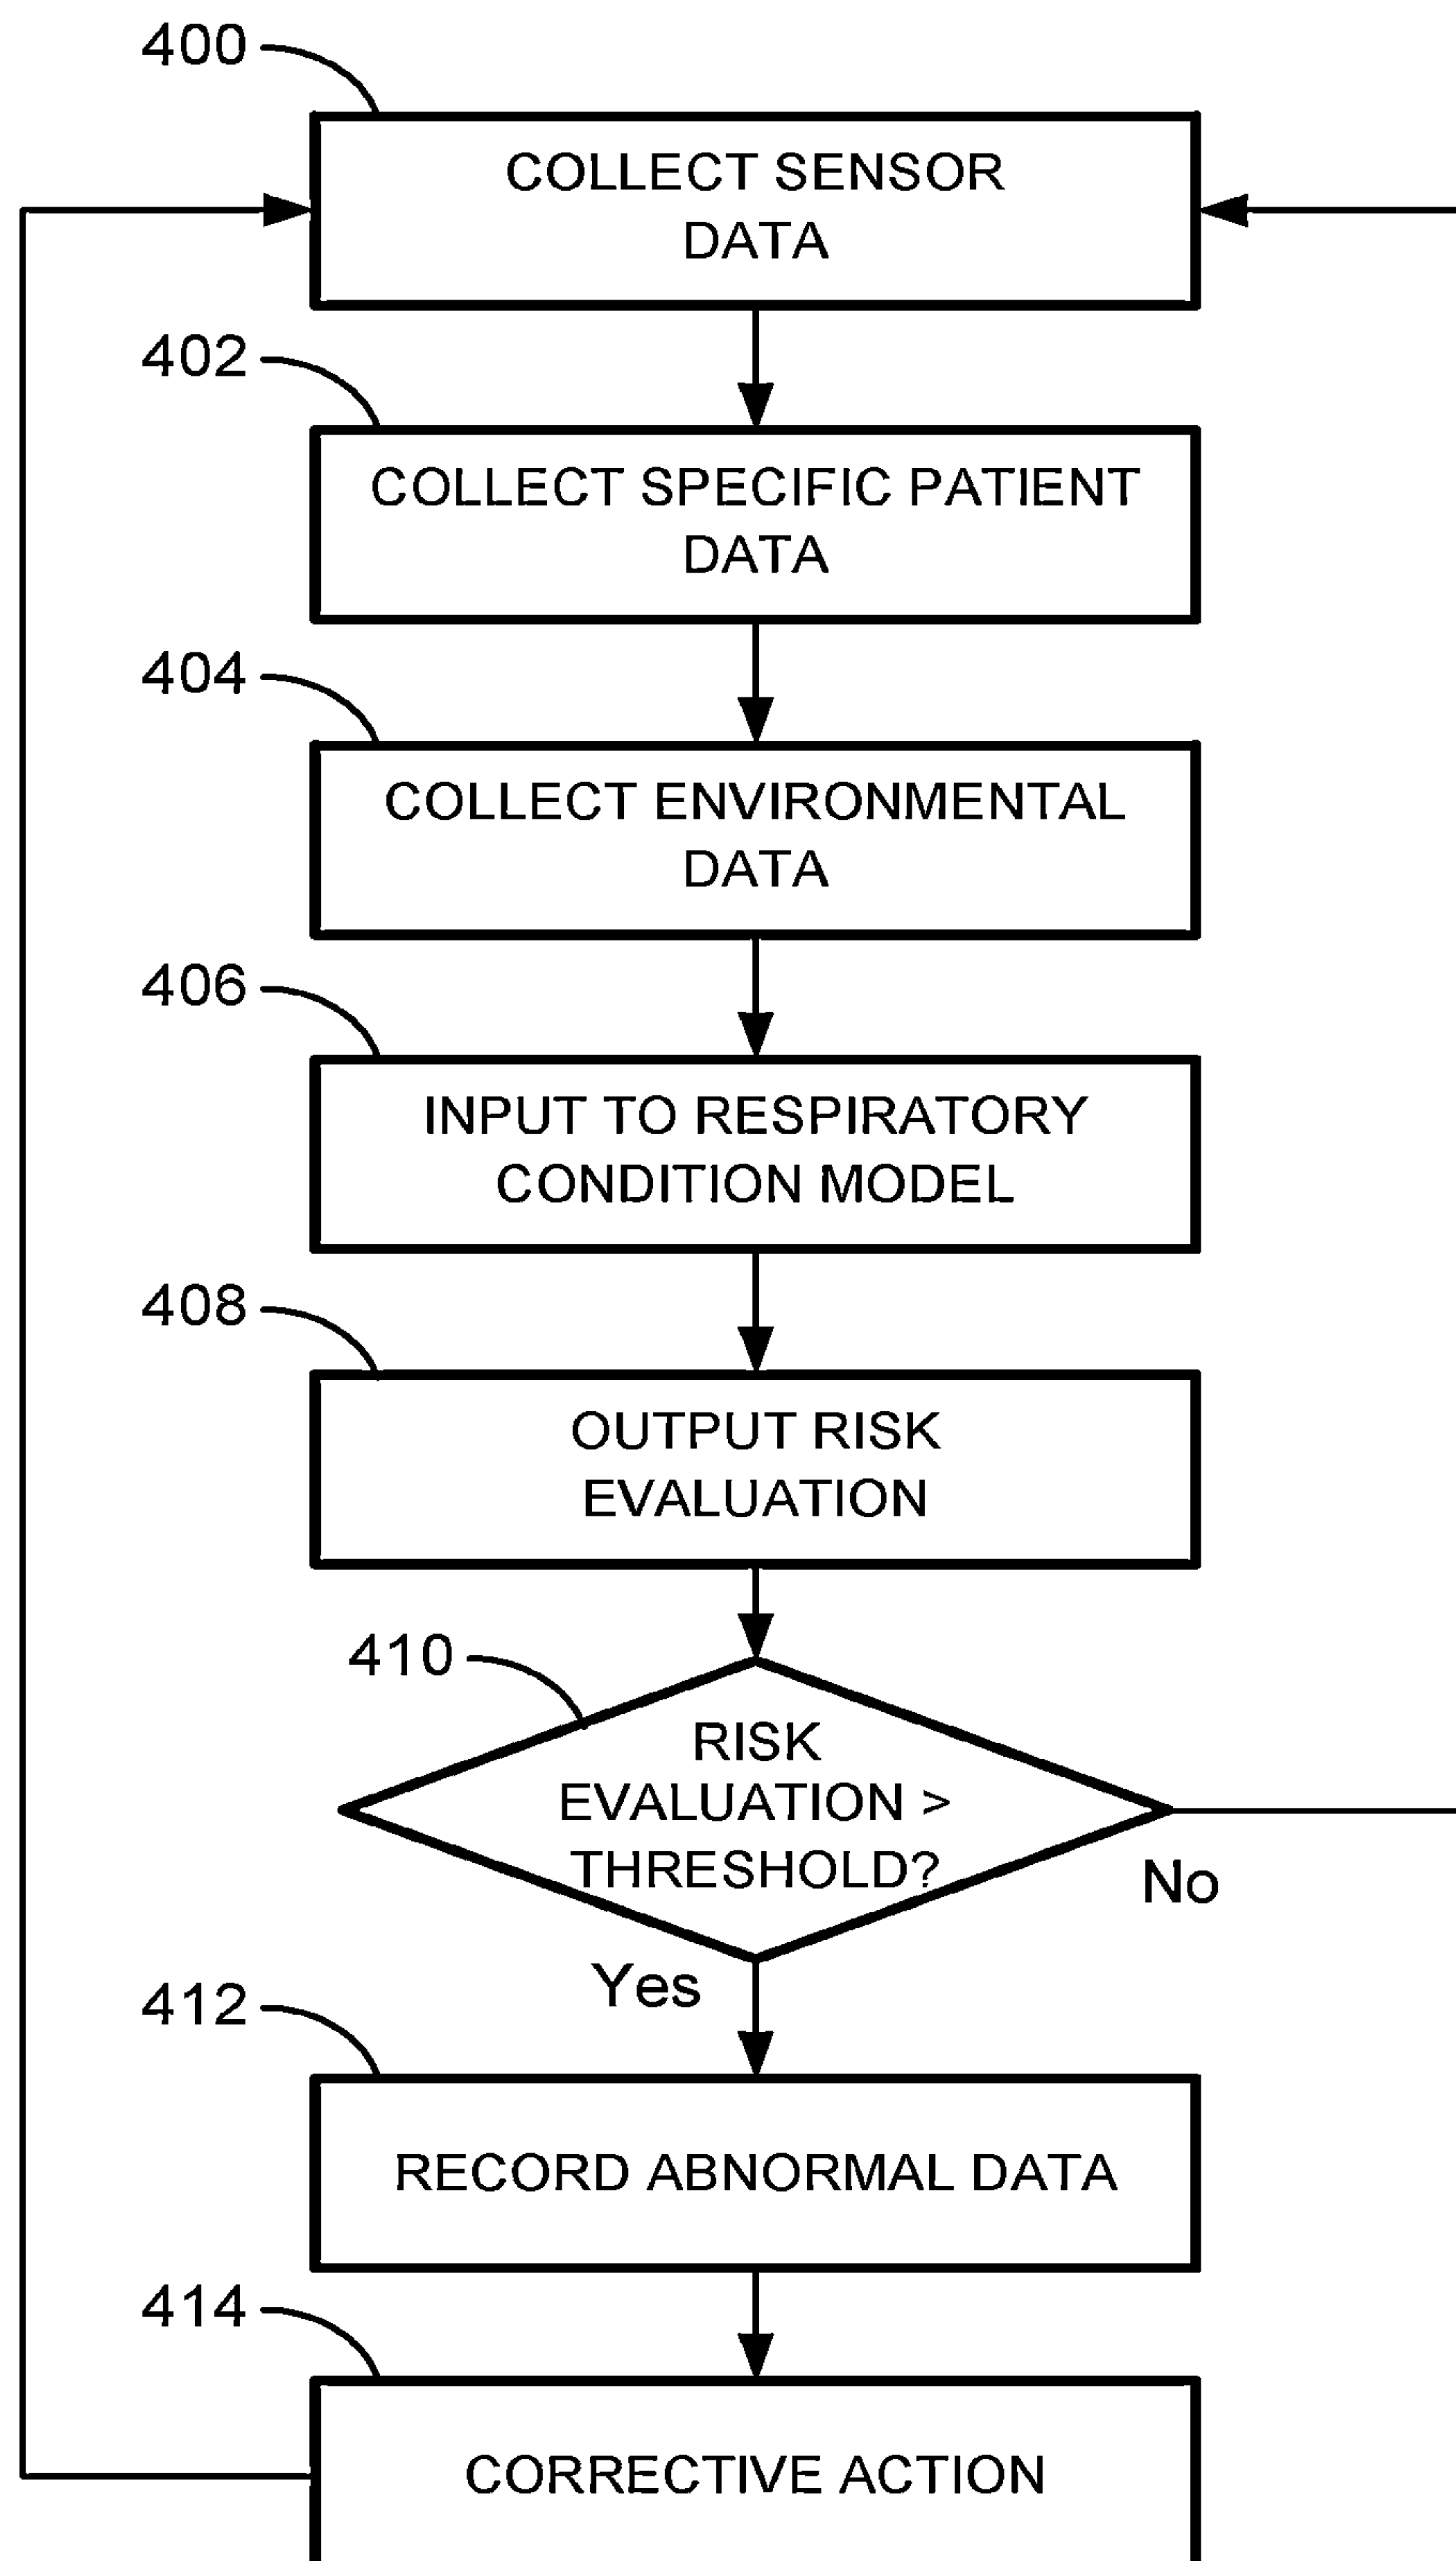 400
COLLECT SENSOR
DATA
402
COLLECT SPECIFIC PATIENT
DATA
404
COLLECT ENVIRONMENTAL
DATA
406
INPUT TO RESPIRATORY
CONDITION MODEL
408
OUTPUT RISK
EVALUATION
410
RISK
EVALUATION >
THRESHOLD?
No
Yes
412
RECORD ABNORMAL DATA
414
CORRECTIVE ACTION